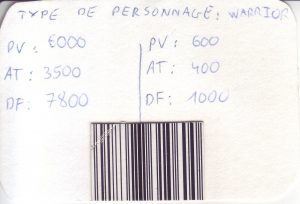 TYPE DE PERSONNAGE: WARRIOR
PV: 6000 PV: 600
AT: 3500 AT: 400
DF: 7800 DF: 1000